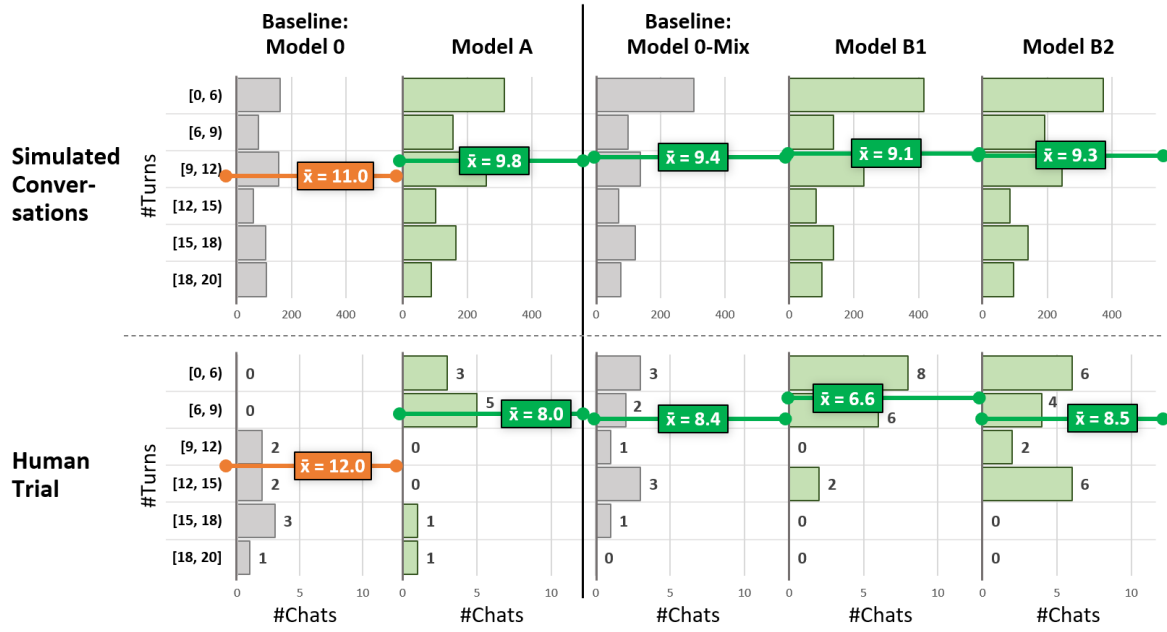 Baseline:
Model 0
Model A
Baseline:
Model 0-Mix
Model B1
Model B2
Simulated
Conver-
sations
#Turns
[0, 6)
[6, 9)
[9, 12)
[12, 15)
[15, 18)
[18, 20]
x̄ = 11.0
x̄ = 9.8
x̄ = 9.4
x̄ = 9.1
x̄ = 9.3
0 200 400
0 200 400
0 200 400
0 200 400
0 200 400
Human
Trial
#Turns
[0, 6) 0 3 3 8 6
[6, 9) 0 5 2 6 4
[9, 12) 2 0 1 0 2
[12, 15) 2 0 3 2 6
[15, 18) 3 1 1 0 0
[18, 20] 1 1 0 0 0
x̄ = 12.0
x̄ = 8.0
x̄ = 8.4
x̄ = 6.6
x̄ = 8.5
0 5 10
0 5 10
0 5 10
0 5 10
0 5 10
#Chats
#Chats
#Chats
#Chats
#Chats